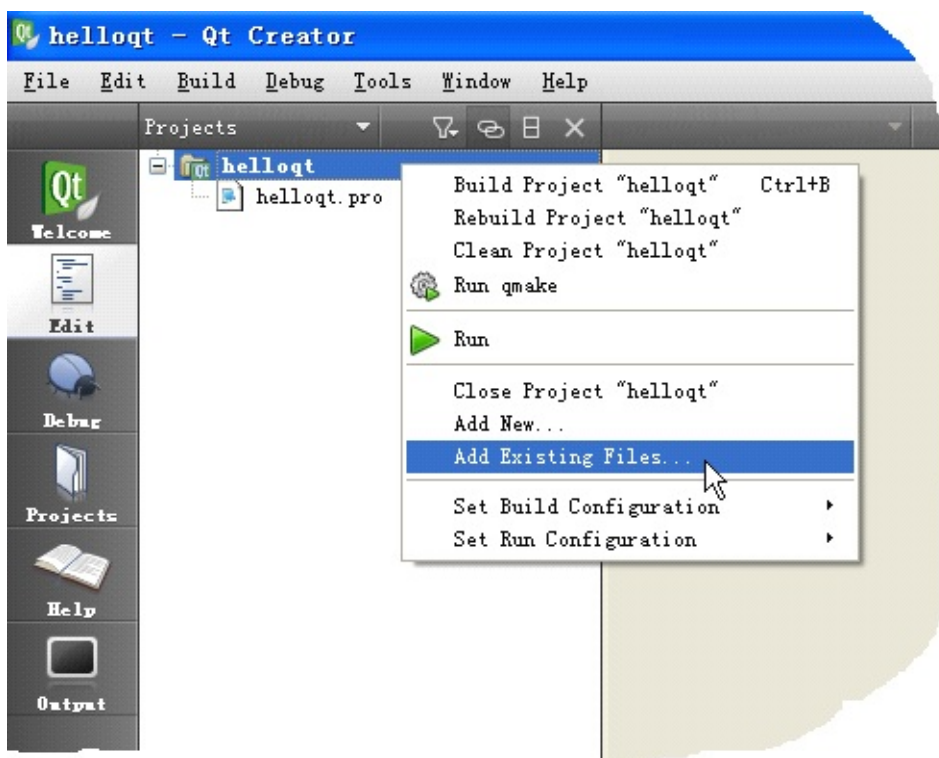 helloqt - Qt Creator
File Edit Build Debug Tools Window Help
Projects
helloqt
helloqt.pro
Qt
Welcome
Edit
Debug
Projects
Help
Output
Build Project "helloqt" Ctrl+B
Rebuild Project "helloqt"
Clean Project "helloqt"
Run qmake
Run
Close Project "helloqt"
Add New...
Add Existing Files...
Set Build Configuration
Set Run Configuration